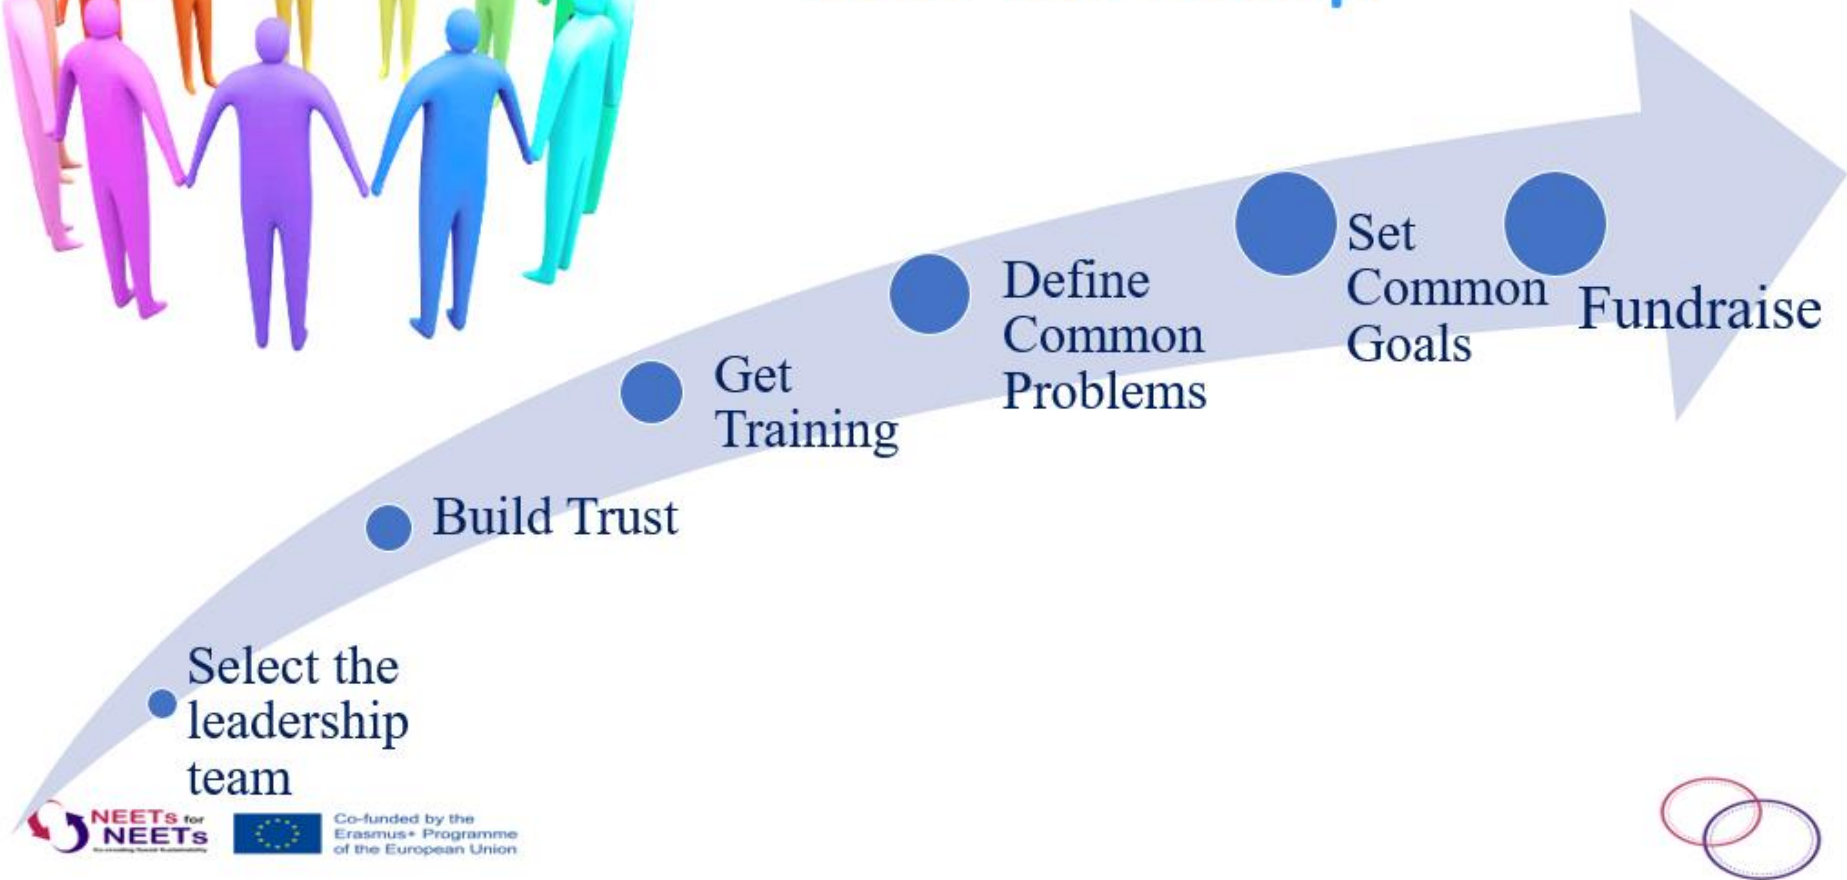 Set
Common
Goals
Fundraise
Define
Common
Problems
Get
Training
Build Trust
Select the
leadership
team
NEETs for
NEETs
Co-funded by the
Erasmus+ Programme
of the European Union